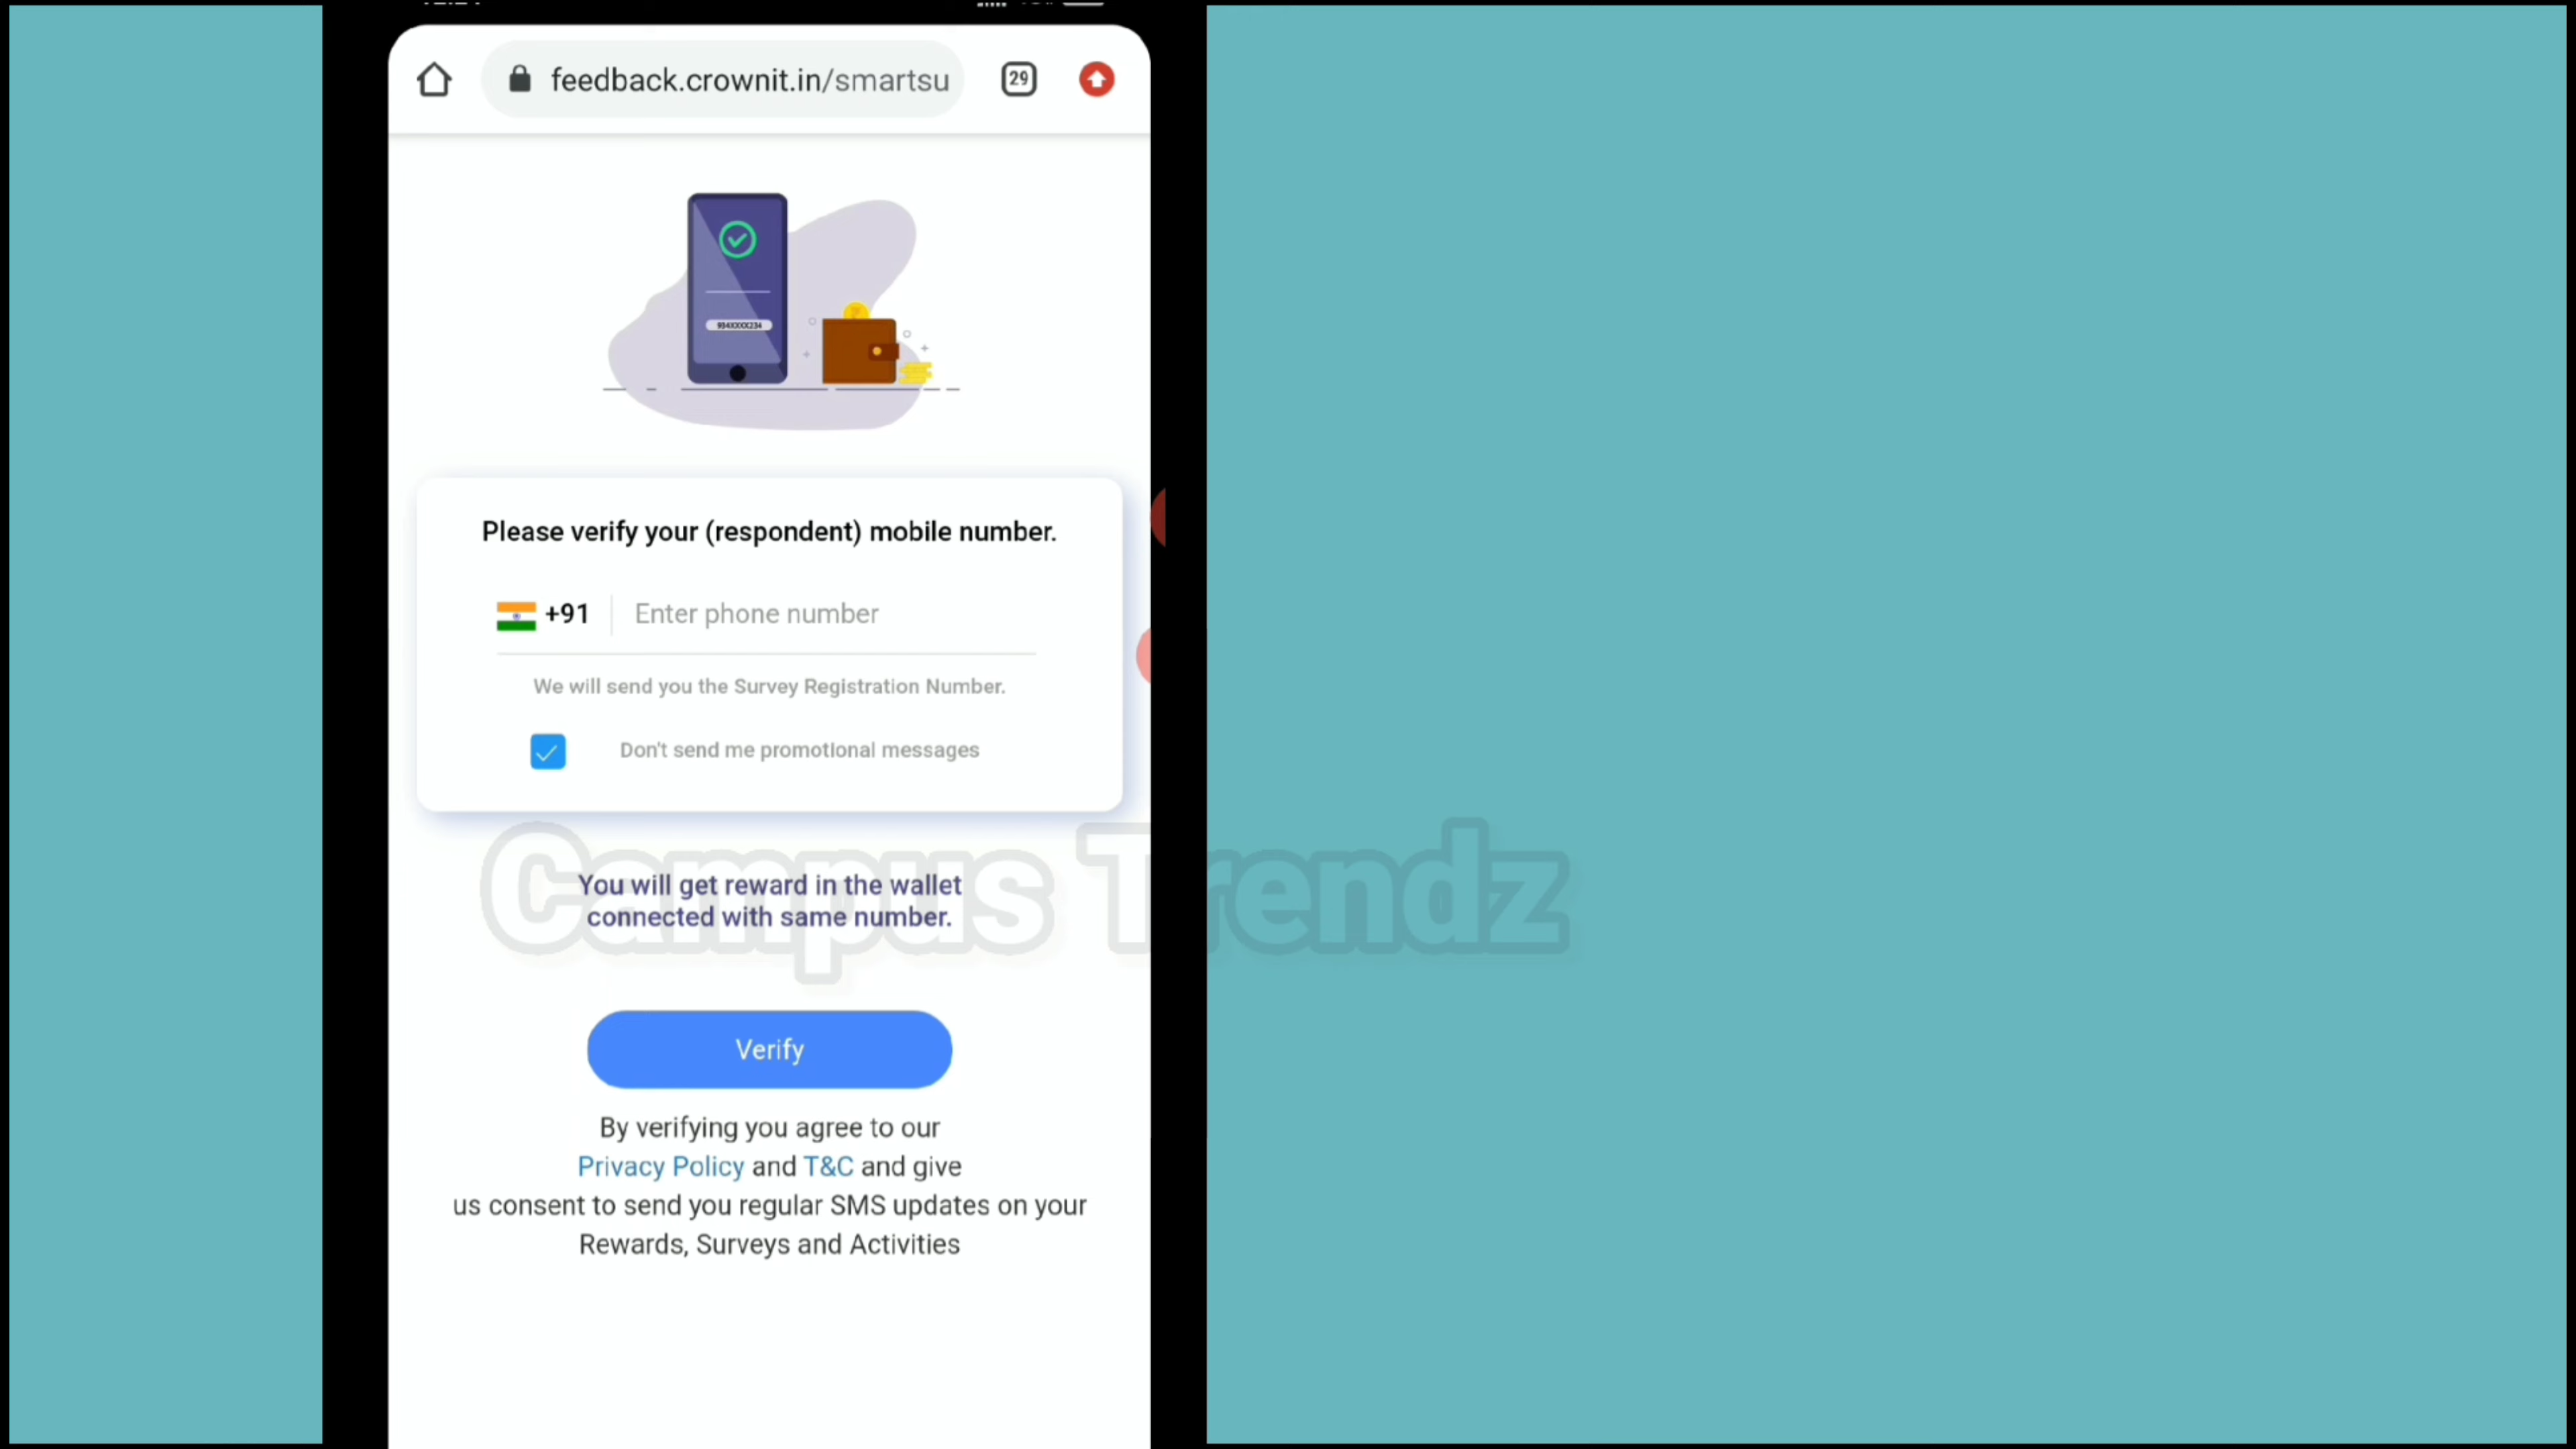 feedback.crownit.in/smartsu
29
934XXXX234
Please verify your (respondent) mobile number.
+91 Enter phone number
We will send you the Survey Registration Number.
Don't send me promotional messages
Campus Trendz
You will get reward in the wallet
connected with same number.
Verify
By verifying you agree to our
Privacy Policy and T&C and give
us consent to send you regular SMS updates on your
Rewards, Surveys and Activities